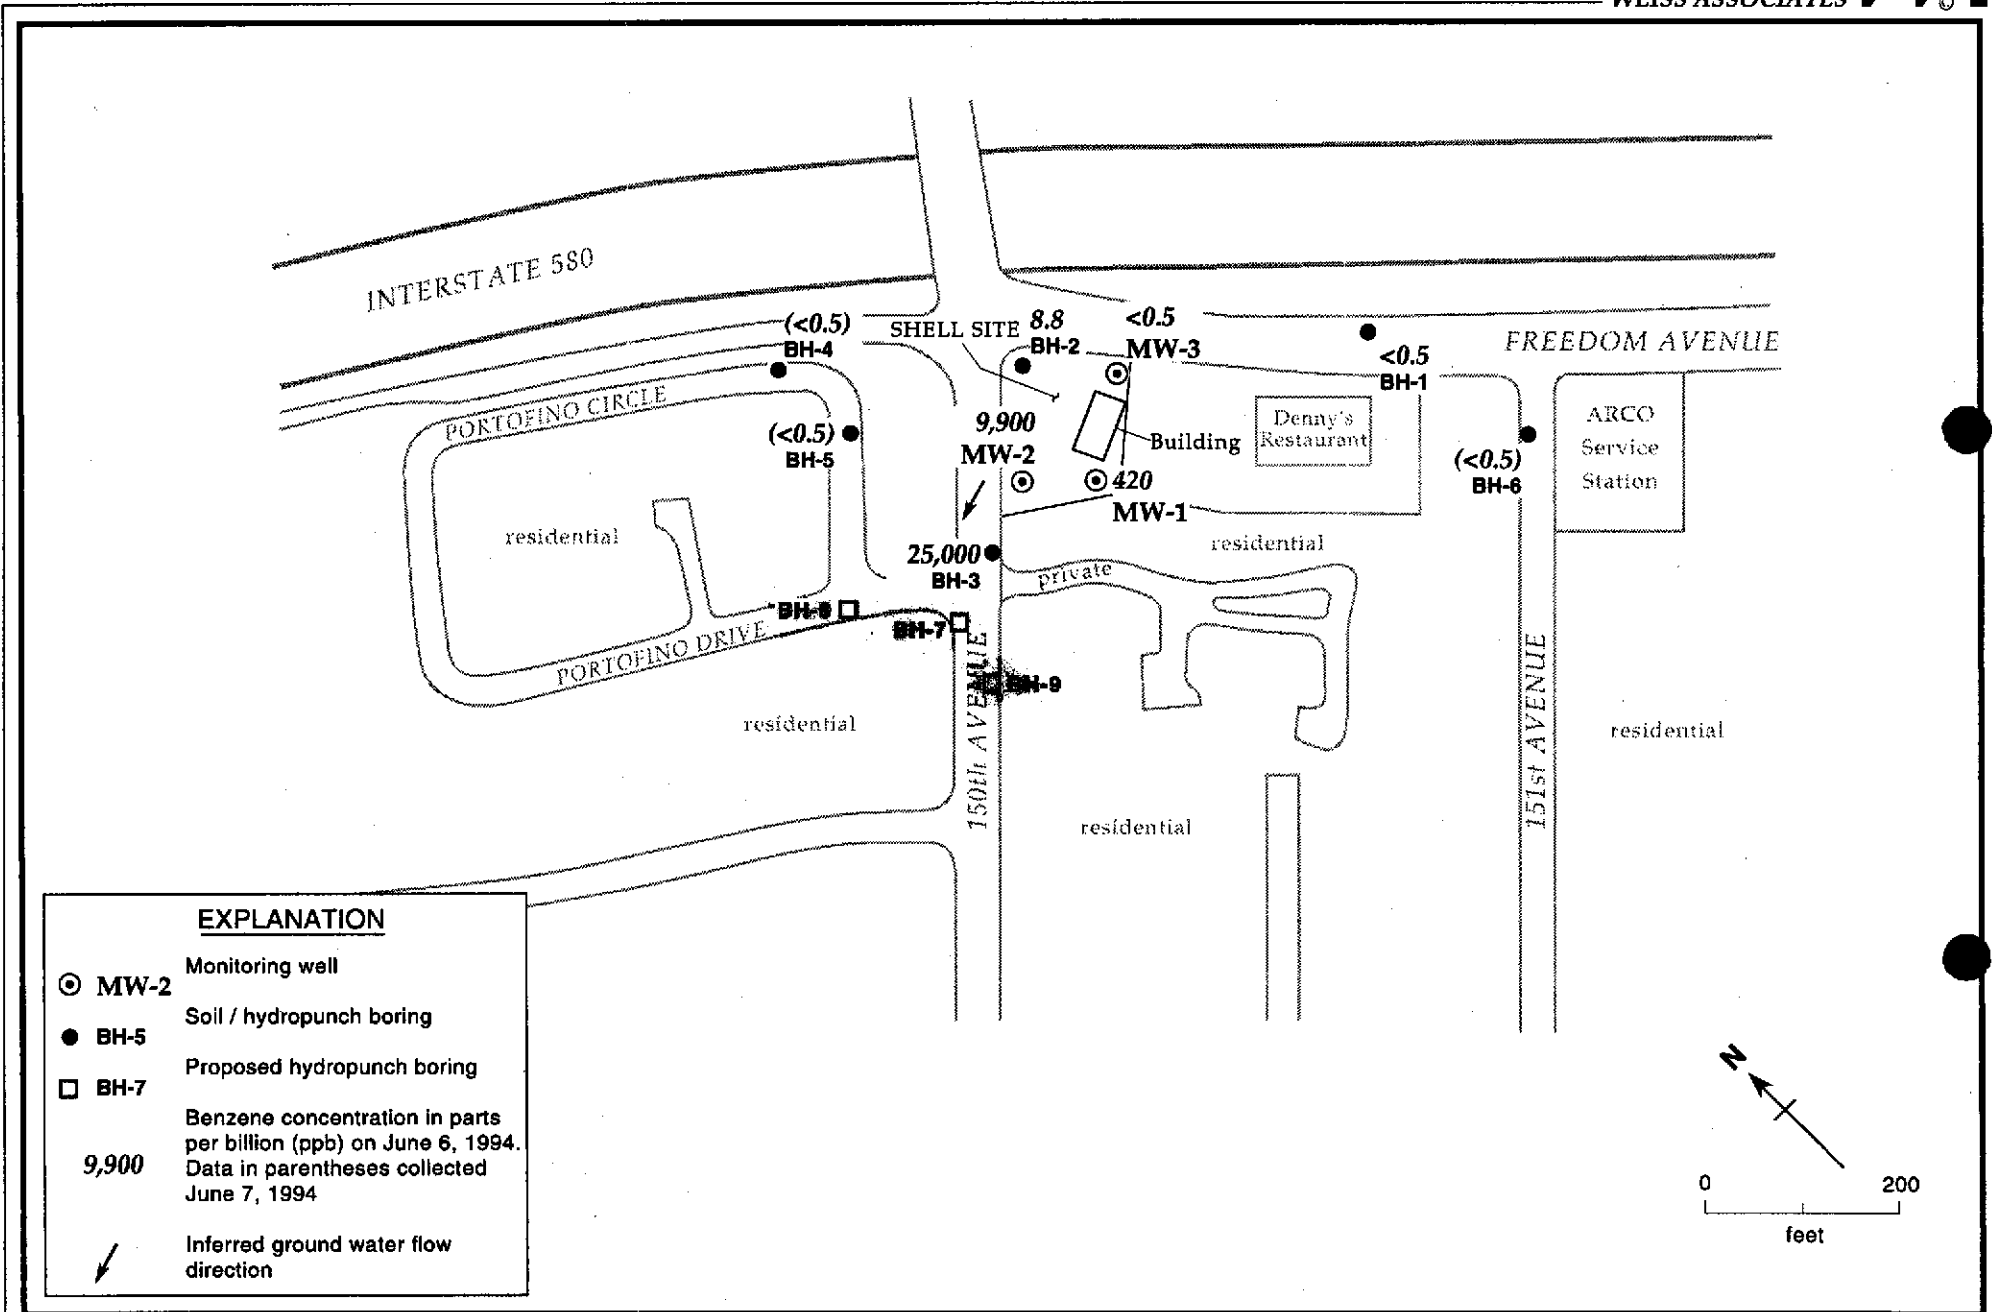 WEISS ASSOCIATES
©
INTERSTATE 580
(<0.5)
BH-4
SHELL SITE
8.8
BH-2
<0.5
MW-3
<0.5
BH-1
FREEDOM AVENUE
PORTOFINO CIRCLE
(<0.5)
BH-5
9,900
MW-2
Building
Denny's
Restaurant
(<0.5)
BH-6
ARCO
Service
Station
420
MW-1
residential
25,000
BH-3
private
residential
BH-7
PORTOFINO DRIVE
BH-9
150th AVENUE
151st AVENUE
residential
residential
residential
EXPLANATION
Monitoring well
MW-2
Soil / hydropunch boring
BH-5
Proposed hydropunch boring
BH-7
Benzene concentration in parts
per billion (ppb) on June 6, 1994.
9,900 Data in parentheses collected
June 7, 1994
Inferred ground water flow
direction
N
0 200
feet